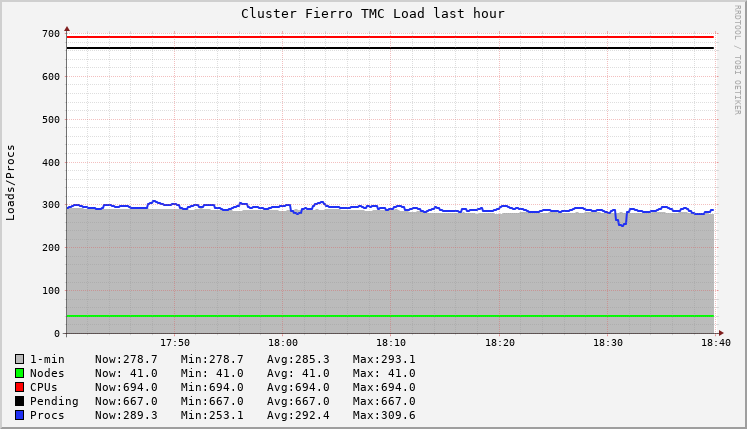 Cluster Fierro TMC Load last hour
RRDTOOL / TOBI OETIKER
Loads/Procs
700
600
500
400
300
200
100
0
17:50 18:00 18:10 18:20 18:30 18:40
1-min Now:278.7 Min:278.7 Avg:285.3 Max:293.1
Nodes Now: 41.0 Min: 41.0 Avg: 41.0 Max: 41.0
CPUs Now:694.0 Min:694.0 Avg:694.0 Max:694.0
Pending Now:667.0 Min:667.0 Avg:667.0 Max:667.0
Procs Now:289.3 Min:253.1 Avg:292.4 Max:309.6